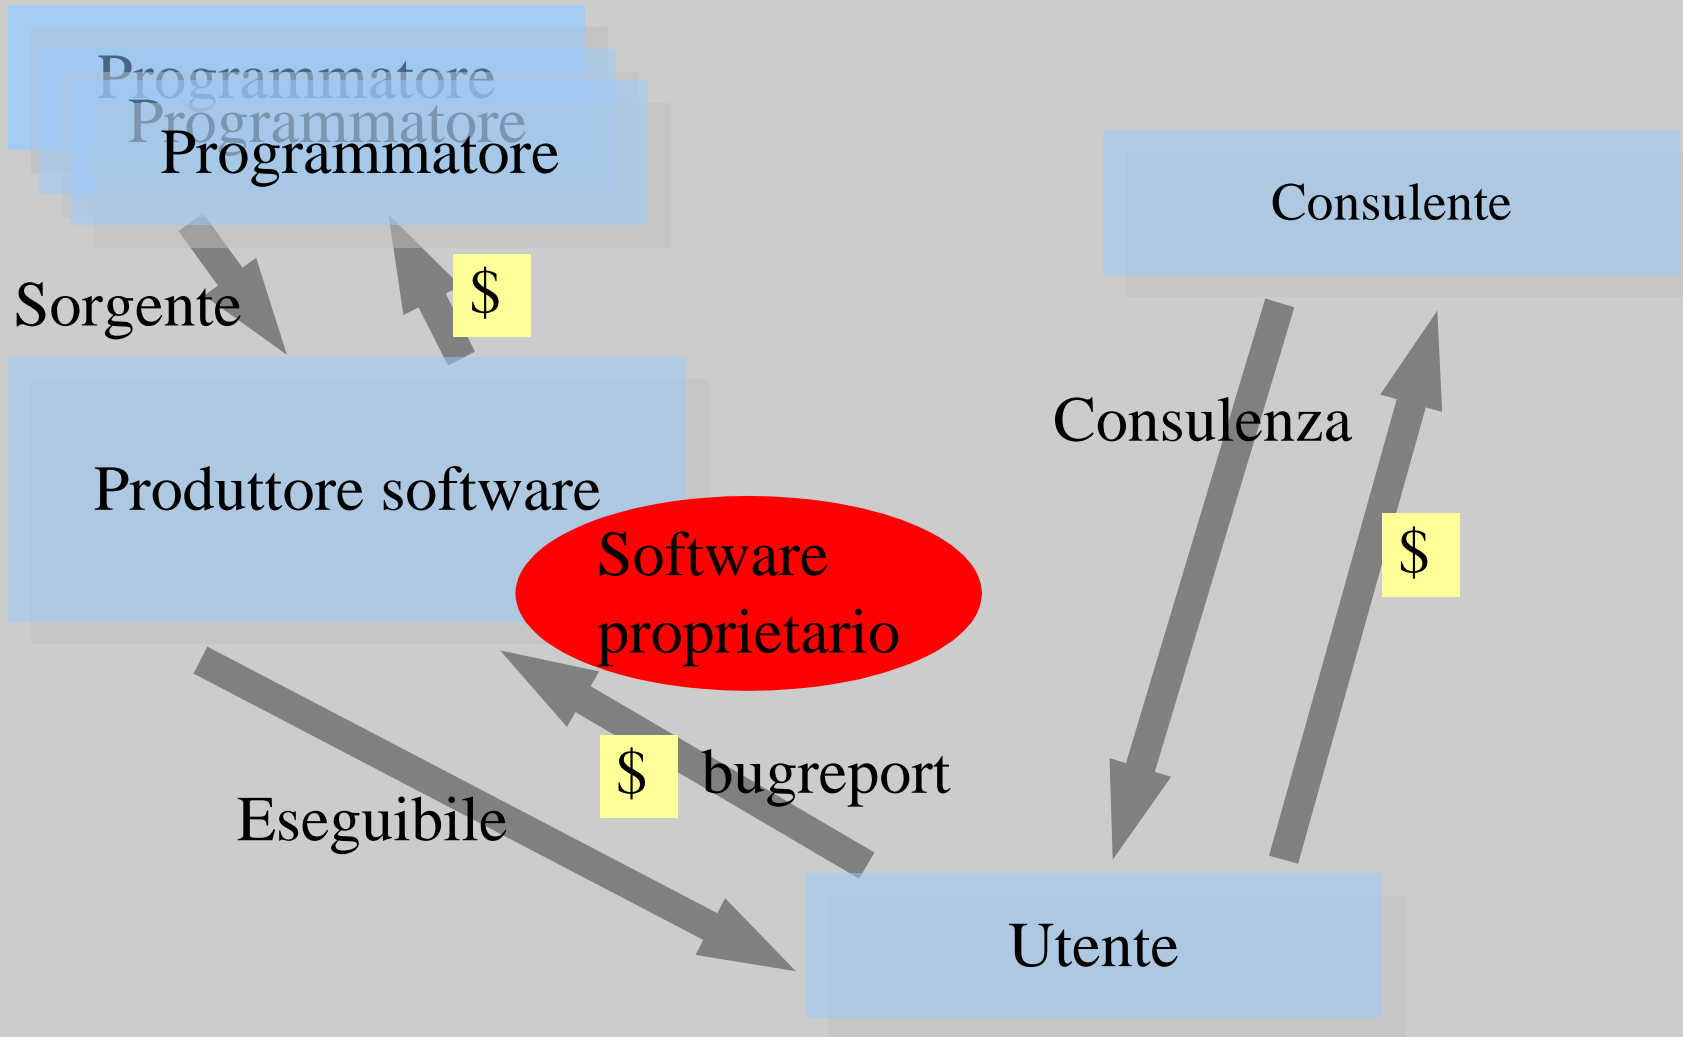 Programmatore
Programmatore
Programmatore
Consulente
Sorgente
$
Consulenza
Produttore software
Software
proprietario
$
$
bugreport
Eseguibile
Utente